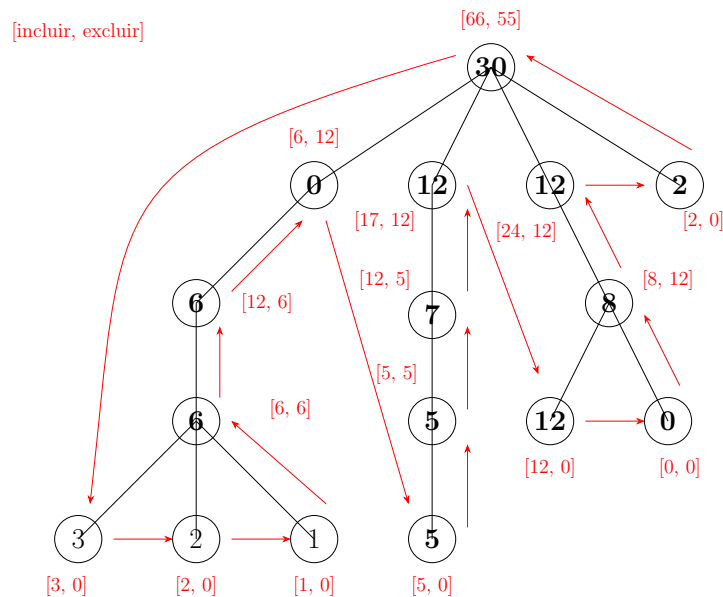 [66, 55]
[incluir, excluir]
30
[6, 12]
0 12 12 2
[17, 12] [24, 12] [2, 0]
[12, 5] [8, 12]
6 [12, 6] 7 8
[5, 5]
[6, 6]
6 5 12 0
[12, 0] [0, 0]
3 2 1 5
[3, 0] [2, 0] [1, 0] [5, 0]